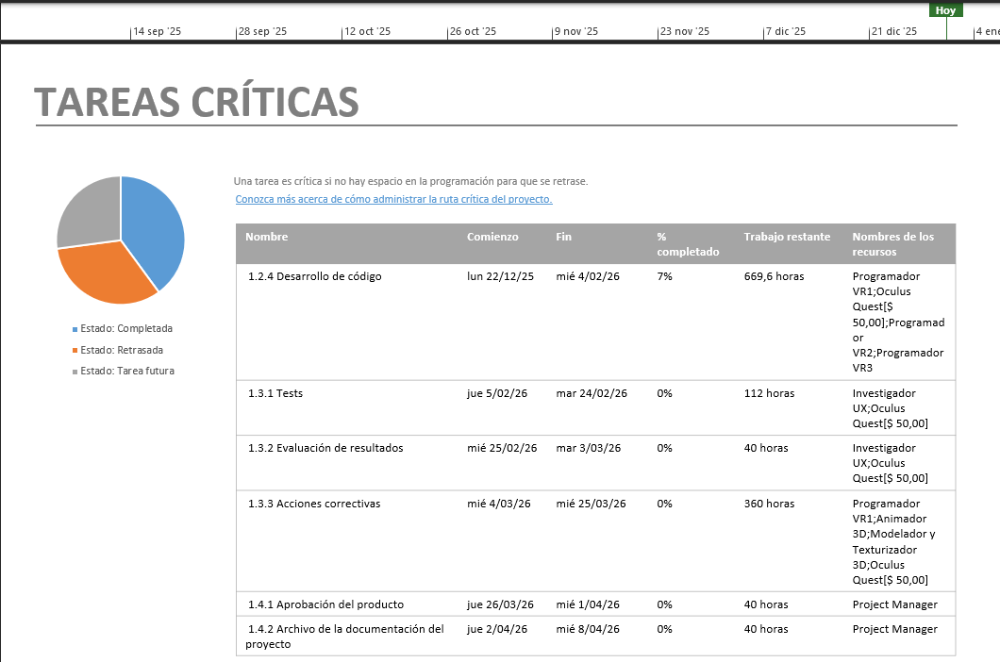 Hoy
14 sep '25
28 sep '25
12 oct '25
26 oct '25
9 nov '25
23 nov '25
7 dic '25
21 dic '25
4 ene
TAREAS CRÍTICAS
Una tarea es crítica si no hay espacio en la programación para que se retrase.
Conozca más acerca de cómo administrar la ruta crítica del proyecto.
Estado: Completada
Estado: Retrasada
Estado: Tarea futura
Nombre Comienzo Fin % completado Trabajo restante Nombres de los recursos
1.2.4 Desarrollo de código lun 22/12/25 mié 4/02/26 7% 669,6 horas Programador
VR1;Oculus
Quest[$
50,00];Programad
or
VR2;Programador
VR3
1.3.1 Tests jue 5/02/26 mar 24/02/26 0% 112 horas Investigador
UX;Oculus
Quest[$ 50,00]
1.3.2 Evaluación de resultados mié 25/02/26 mar 3/03/26 0% 40 horas Investigador
UX;Oculus
Quest[$ 50,00]
1.3.3 Acciones correctivas mié 4/03/26 mié 25/03/26 0% 360 horas Programador
VR1;Animador
3D;Modelador y
Texturizador
3D;Oculus
Quest[$ 50,00]
1.4.1 Aprobación del producto jue 26/03/26 mié 1/04/26 0% 40 horas Project Manager
1.4.2 Archivo de la documentación del jue 2/04/26 mié 8/04/26 0% 40 horas Project Manager
proyecto